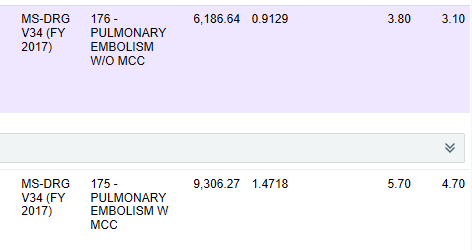 MS-DRG 176 - 6,186.64 0.9129 3.80 3.10
V34 (FY PULMONARY
2017) EMBOLISM
W/O MCC
MS-DRG 175 - 9,306.27 1.4718 5.70 4.70
V34 (FY PULMONARY
2017) EMBOLISM W
MCC